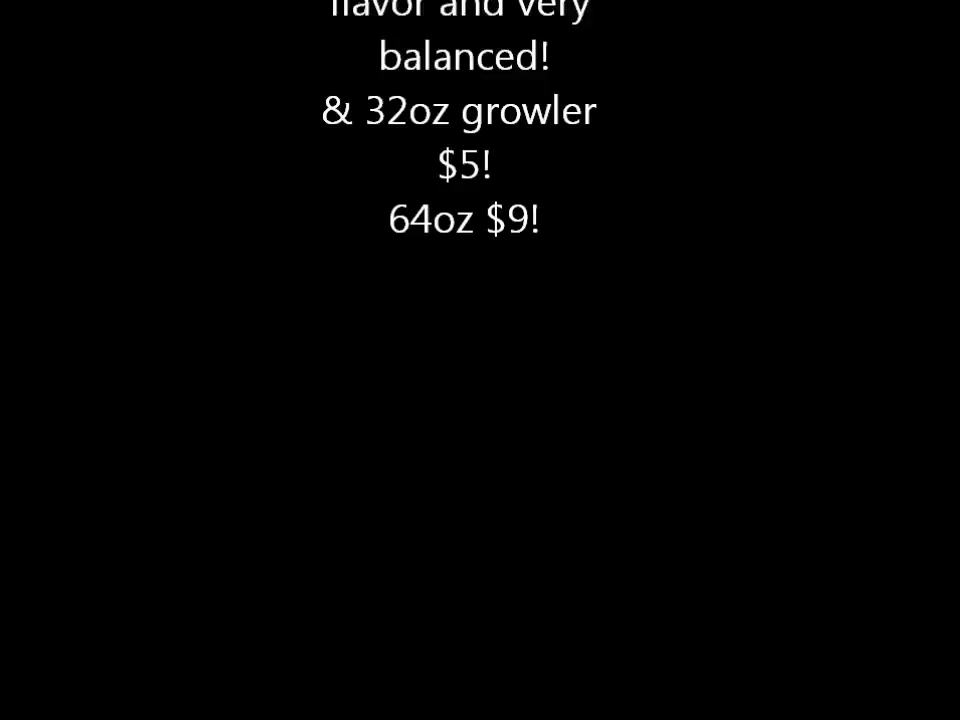 flavor and very
balanced!
& 32oz growler
$5!
64oz $9!